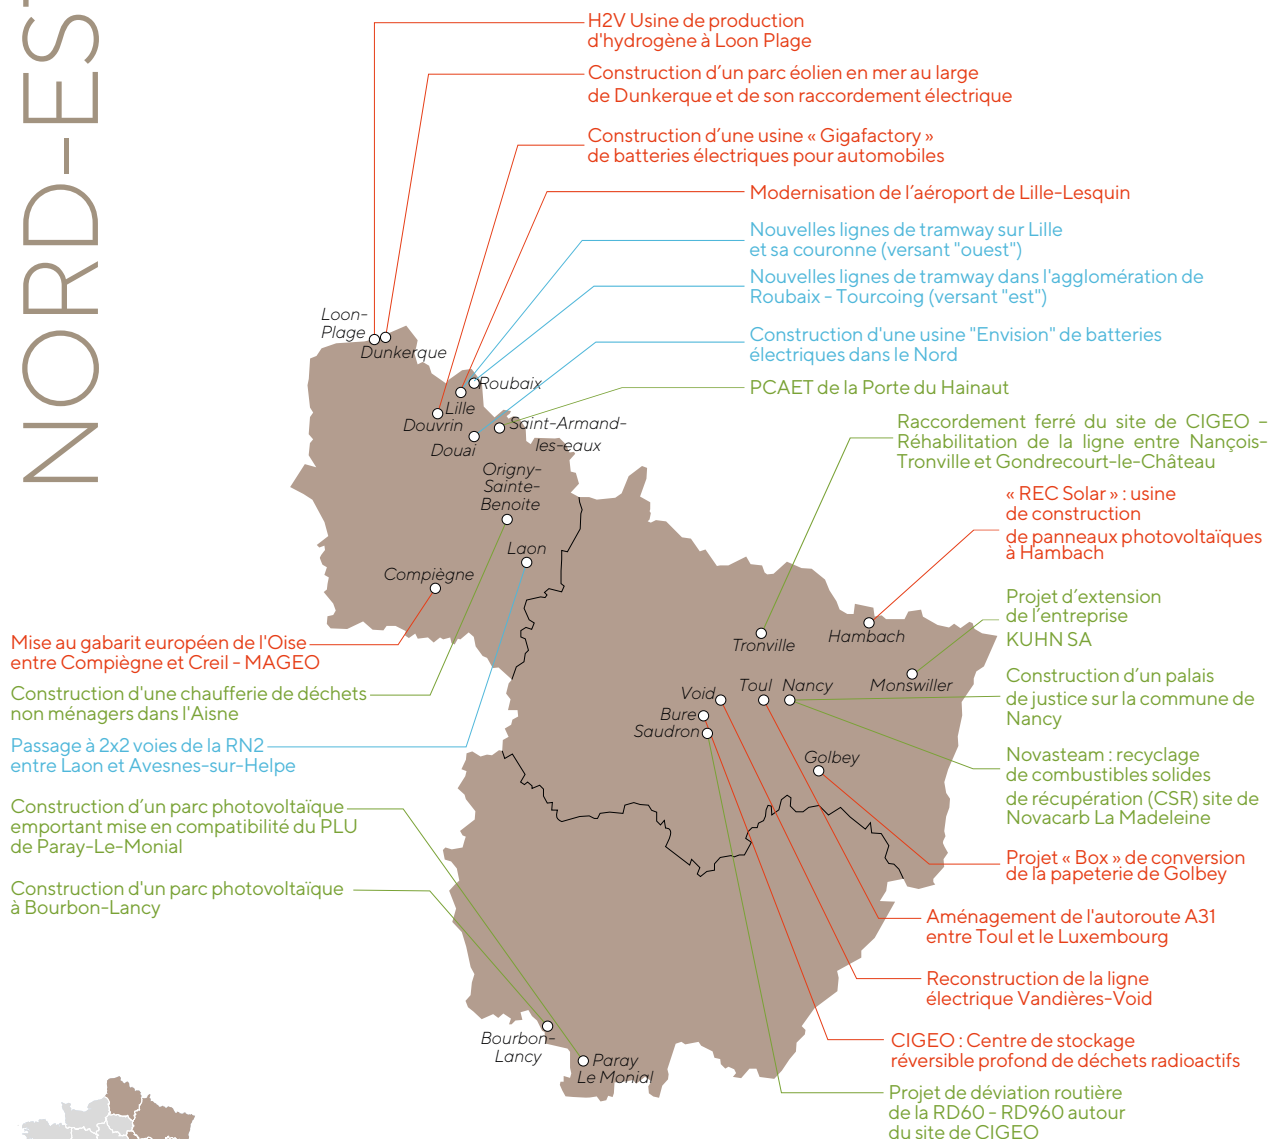 NORD-EST
H2V Usine de production
d'hydrogène à Loon Plage
Construction d'un parc éolien en mer au large
de Dunkerque et de son raccordement électrique
Construction d'une usine « Gigafactory »
de batteries électriques pour automobiles
Modernisation de l'aéroport de Lille-Lesquin
Nouvelles lignes de tramway sur Lille
et sa couronne (versant "ouest")
Nouvelles lignes de tramway dans l'agglomération de
Roubaix - Tourcoing (versant "est")
Construction d'une usine "Envision" de batteries
électriques dans le Nord
PCAET de la Porte du Hainaut
Raccordement ferré du site de CIGEO –
Réhabilitation de la ligne entre Nançois-
Tronville et Gondrecourt-le-Château
« REC Solar » : usine
de construction
de panneaux photovoltaïques
à Hambach
Projet d'extension
de l'entreprise
KUHN SA
Construction d'un palais
de justice sur la commune de
Nancy
Novasteam : recyclage
de combustibles solides
de récupération (CSR) site de
Novacarb La Madeleine
Projet « Box » de conversion
de la papeterie de Golbey
Aménagement de l'autoroute A31
entre Toul et le Luxembourg
Reconstruction de la ligne
électrique Vandières-Void
CIGEO : Centre de stockage
réversible profond de déchets radioactifs
Projet de déviation routière
de la RD60 - RD960 autour
du site de CIGEO
Mise au gabarit européen de l'Oise
entre Compiègne et Creil - MAGEO
Construction d'une chaufferie de déchets
non ménagers dans l'Aisne
Passage à 2x2 voies de la RN2
entre Laon et Avesnes-sur-Helpe
Construction d'un parc photovoltaïque
emportant mise en compatibilité du PLU
de Paray-Le-Monial
Construction d'un parc photovoltaïque
à Bourbon-Lancy
Loon-
Plage
Dunkerque
Roubaix
Lille
Douvrin
Saint-Armand-
les-eaux
Douai
Origny-
Sainte-
Benoite
Laon
Compiègne
Tronville
Hambach
Monswiller
Void
Toul
Nancy
Bure
Saudron
Golbey
Bourbon-
Lancy
Paray
Le Monial